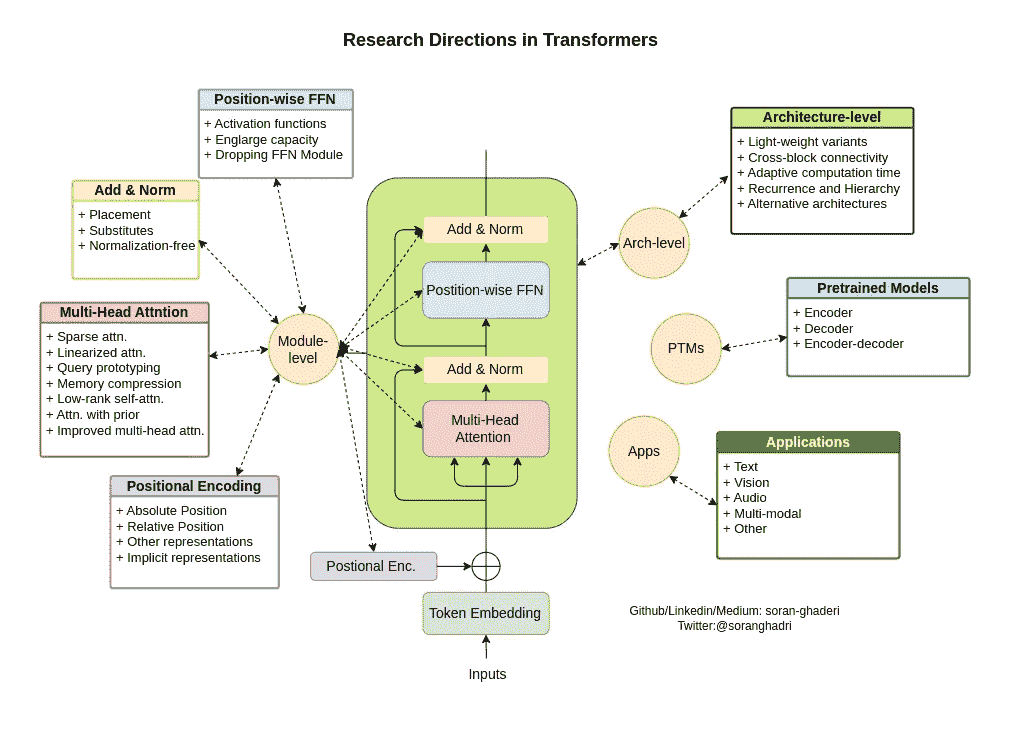 Research Directions in Transformers
Position-wise FFN
+ Activation functions
+ Englarge capacity
+ Dropping FFN Module
Add & Norm
+ Placement
+ Substitutes
+ Normalization-free
Multi-Head Attntion
+ Sparse attn.
+ Linearized attn.
+ Query prototyping
+ Memory compression
+ Low-rank self-attn.
+ Attn. with prior
+ Improved multi-head attn.
Positional Encoding
+ Absolute Position
+ Relative Position
+ Other representations
+ Implicit representations
Module-
level
Add & Norm
Postition-wise FFN
Add & Norm
Multi-Head
Attention
Postional Enc.
Token Embedding
Inputs
Arch-level
Architecture-level
+ Light-weight variants
+ Cross-block connectivity
+ Adaptive computation time
+ Recurrence and Hierarchy
+ Alternative architectures
PTMs
Pretrained Models
+ Encoder
+ Decoder
+ Encoder-decoder
Apps
Applications
+ Text
+ Vision
+ Audio
+ Multi-modal
+ Other
Github/Linkedin/Medium: soran-ghaderi
Twitter:@soranghadri